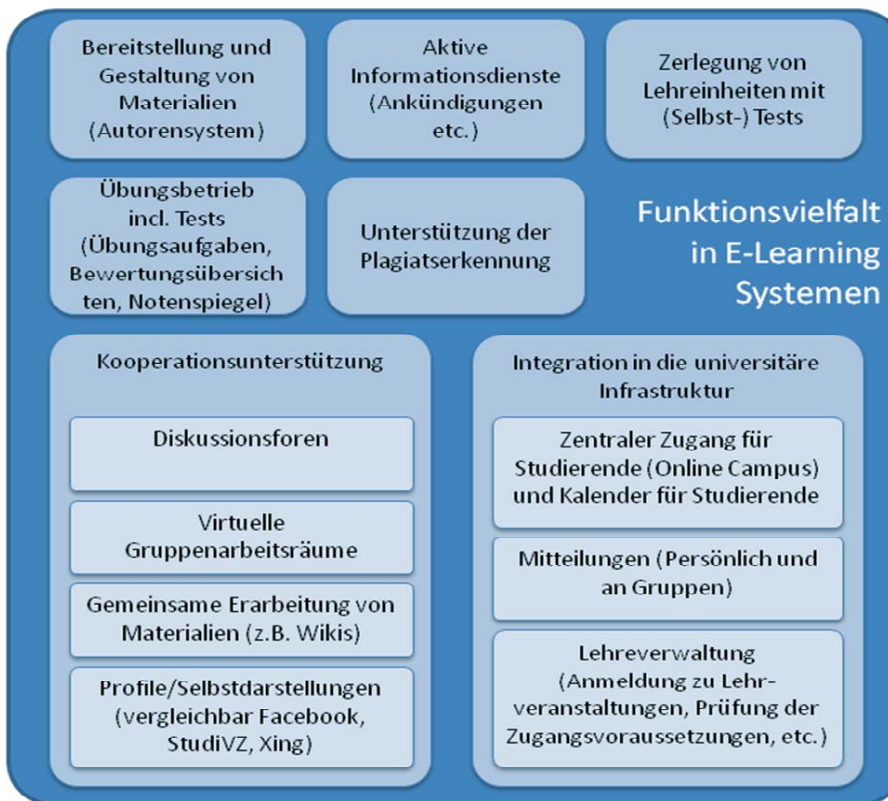 Bereitstellung und
Gestaltung von
Materialien
(Autorensystem)
Aktive
Informationsdienste
(Ankündigungen
etc.)
Zerlegung von
Lehreinheiten mit
(Selbst-) Tests
Übungsbetrieb
incl. Tests
(Übungsaufgaben,
Bewertungsübersich
ten, Notenspiegel)
Unterstützung der
Plagiatserkennung
Funktionsvielfalt
in E-Learning
Systemen
Kooperationsunterstützung
Diskussionsforen
Virtuelle
Gruppenarbeitsräume
Gemeinsame Erarbeitung von
Materialien (z.B. Wikis)
Profile/Selbstdarstellungen
(vergleichbar Facebook,
StudiVZ, Xing)
Integration in die universitäre
Infrastruktur
Zentraler Zugang für
Studierende (Online Campus)
und Kalender für Studierende
Mitteilungen (Persönlich und
an Gruppen)
Lehreverwaltung
(Anmeldung zu Lehr-
veranstaltungen, Prüfung der
Zugangsvoraussetzungen, etc.)